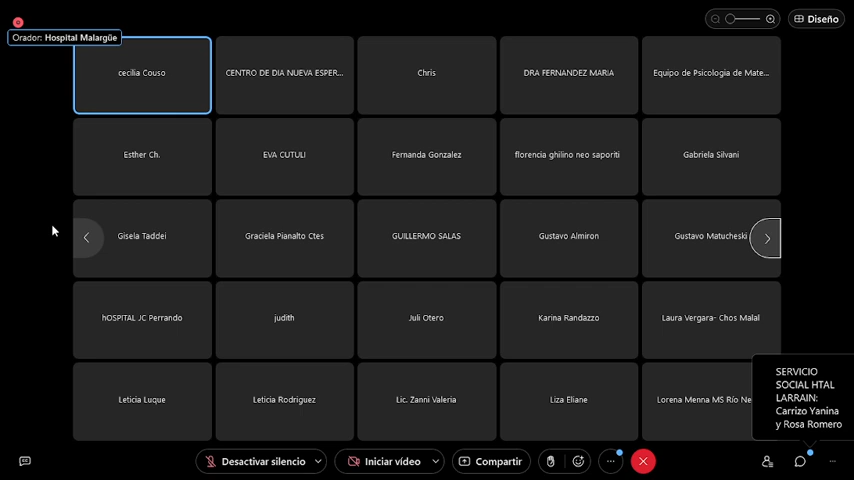 Diseño
Orador: Hospital Malargüe
cecilia Couso
CENTRO DE DIA NUEVA ESPER...
Chris
DRA FERNANDEZ MARIA
Equipo de Psicologia de Mate...
Esther Ch.
EVA CUTULI
Fernanda Gonzalez
florencia ghilino neo saporiti
Gabriela Silvani
Gisela Taddei
Graciela Pianalto Ctes
GUILLERMO SALAS
Gustavo Almiron
Gustavo Matucheski
hOSPITAL JC Perrando
judith
Juli Otero
Karina Randazzo
Laura Vergara- Chos Malal
Leticia Luque
Leticia Rodriguez
Lic. Zanni Valeria
Liza Eliane
Lorena Menna MS Río Ne
SERVICIO
SOCIAL HTAL
LARRAIN:
Carrizo Yanina
y Rosa Romero
Desactivar silencio
Iniciar vídeo
Compartir